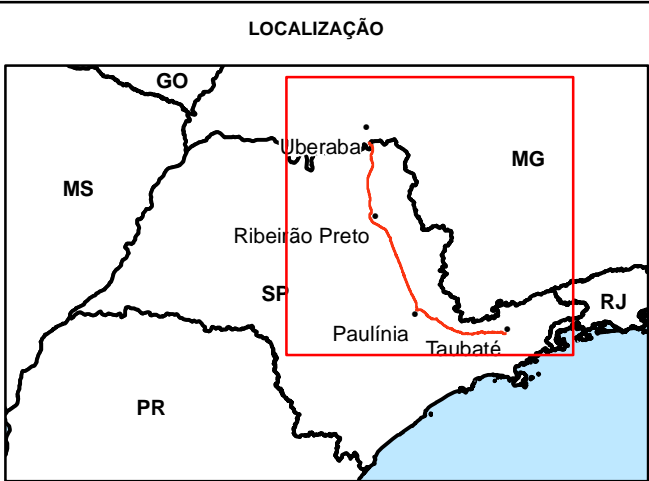 LOCALIZAÇÃO
GO
Uberaba
MG
MS
Ribeirão Preto
SP
RJ
Paulínia
Taubaté
PR